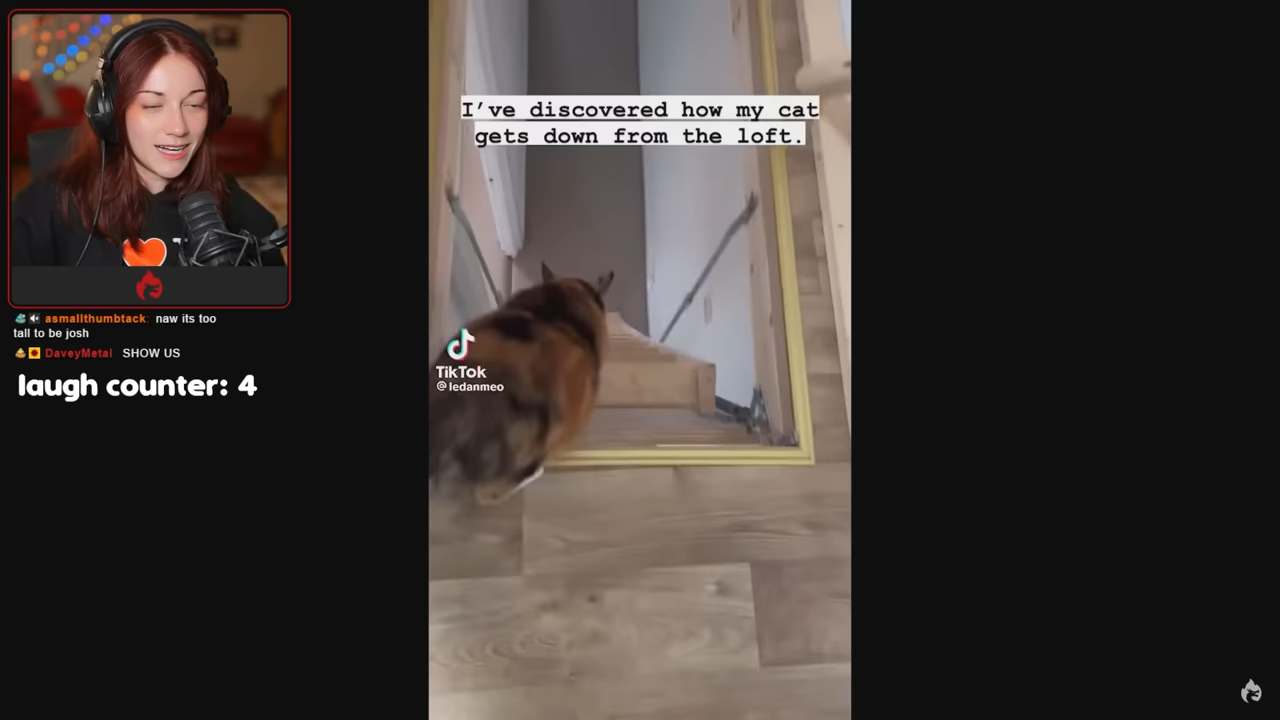 I've discovered how my cat
gets down from the loft.
TikTok
@ledanmeo
asmallthumbtack: naw its too
tall to be josh
DaveyMetal SHOW US
laugh counter: 4